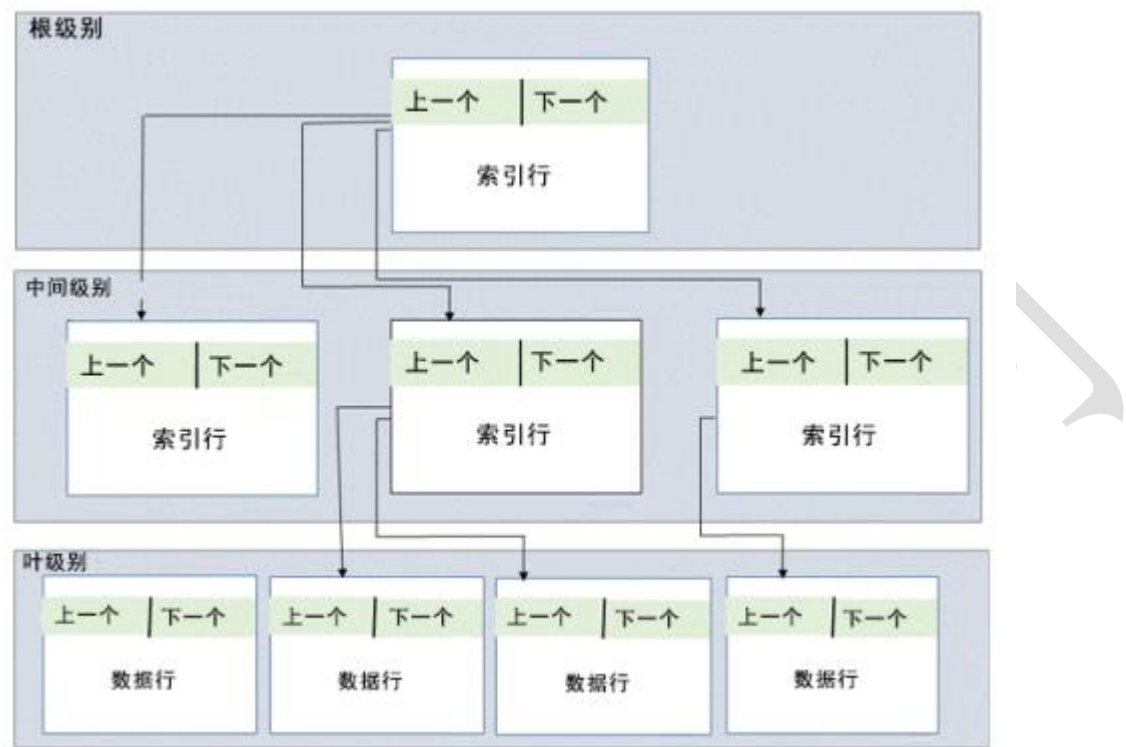 根级别
上一个 下一个
索引行
中间级别
上一个 下一个 上一个 下一个 上一个 下一个
索引行 索引行 索引行
叶级别
上一个 下一个 上一个 下一个 上一个 下一个 上一个 下一个
数据行 数据行 数据行 数据行